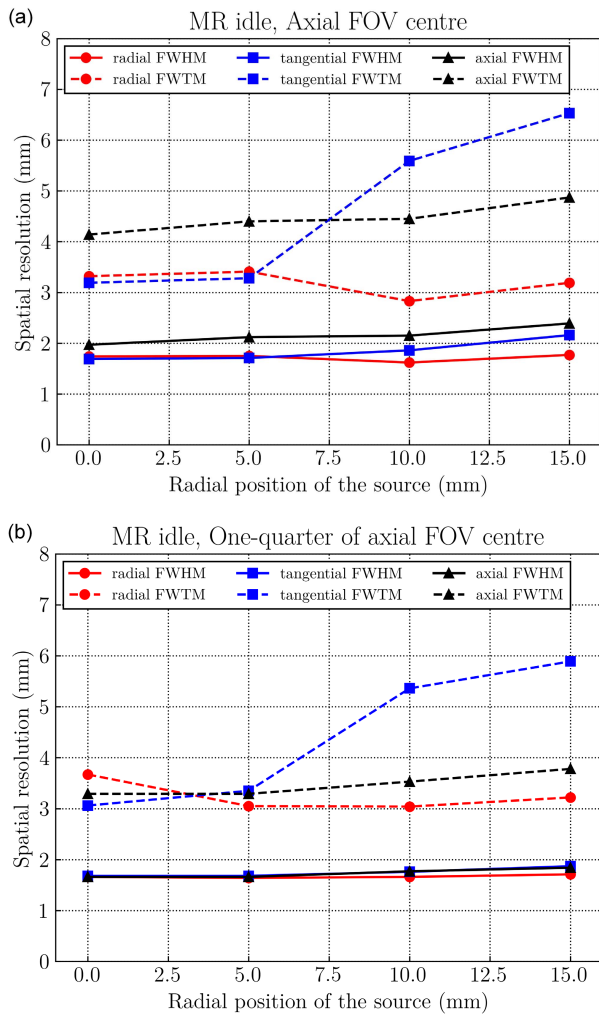 (a)
MR idle, Axial FOV centre
radial FWHM tangential FWHM axial FWHM
radial FWTM tangential FWTM axial FWTM
8
7
6
5
4
3
2
1
0
Spatial resolution (mm)
0.0 2.5 5.0 7.5 10.0 12.5 15.0
Radial position of the source (mm)
(b)
MR idle, One-quarter of axial FOV centre
radial FWHM tangential FWHM axial FWHM
radial FWTM tangential FWTM axial FWTM
8
7
6
5
4
3
2
1
0
Spatial resolution (mm)
0.0 2.5 5.0 7.5 10.0 12.5 15.0
Radial position of the source (mm)